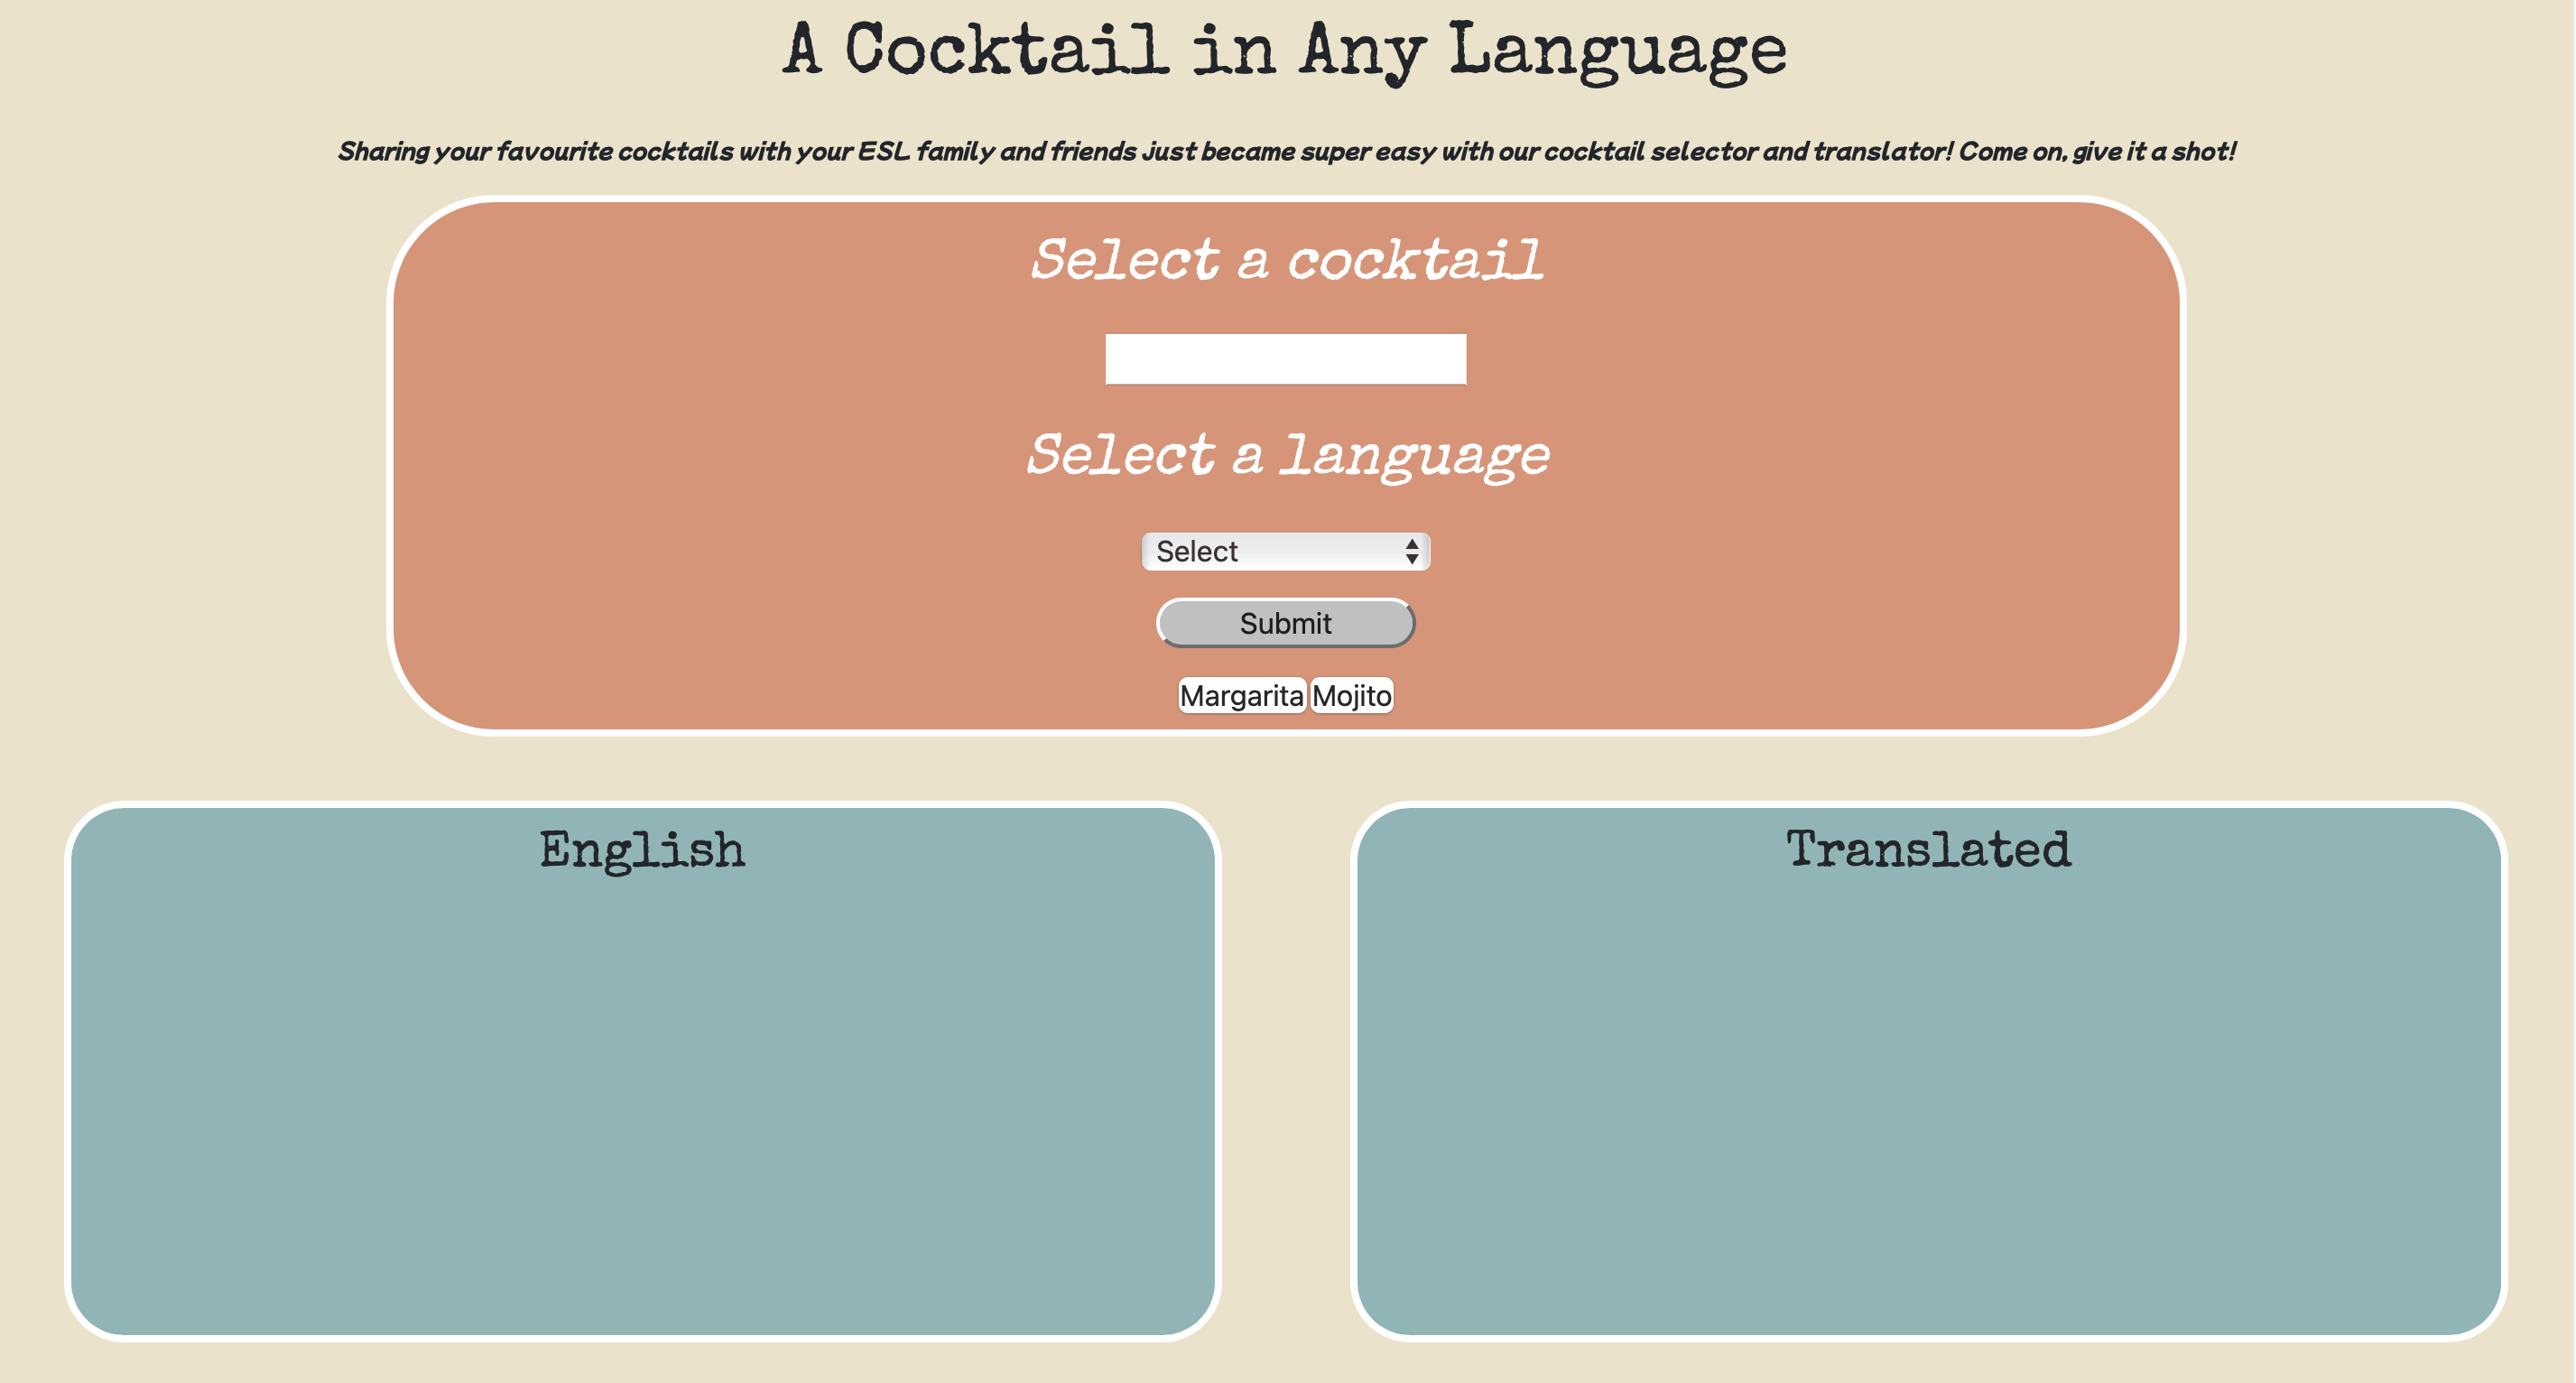 A Cocktail in Any Language
Sharing your favourite cocktails with your ESL family and friends just became super easy with our cocktail selector and translator! Come on, give it a shot!
Select a cocktail
Select a language
Select
Submit
Margarita Mojito
English
Translated